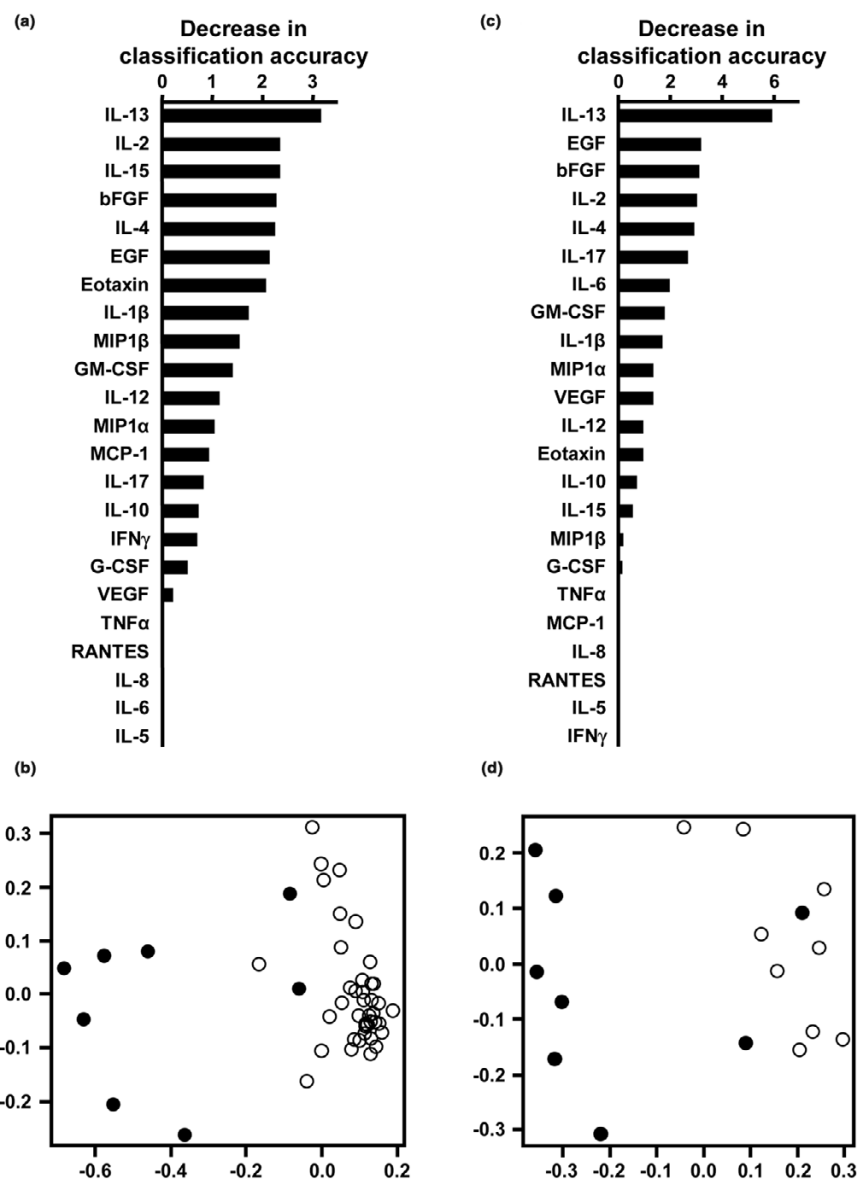 (a)
Decrease in
classification accuracy
0 1 2 3
IL-13
IL-2
IL-15
bFGF
IL-4
EGF
Eotaxin
IL-1β
MIP1β
GM-CSF
IL-12
MIP1α
MCP-1
IL-17
IL-10
IFNγ
G-CSF
VEGF
TNFα
RANTES
IL-8
IL-6
IL-5
(c)
Decrease in
classification accuracy
0 2 4 6
IL-13
EGF
bFGF
IL-2
IL-4
IL-17
IL-6
GM-CSF
IL-1β
MIP1α
VEGF
IL-12
Eotaxin
IL-10
IL-15
MIP1β
G-CSF
TNFα
MCP-1
IL-8
RANTES
IL-5
IFNγ
(b)
0.3
0.2
0.1
0.0
-0.1
-0.2
-0.6 -0.4 -0.2 0.0 0.2
(d)
0.2
0.1
0.0
-0.1
-0.2
-0.3
-0.3 -0.2 -0.1 0.0 0.1 0.2 0.3